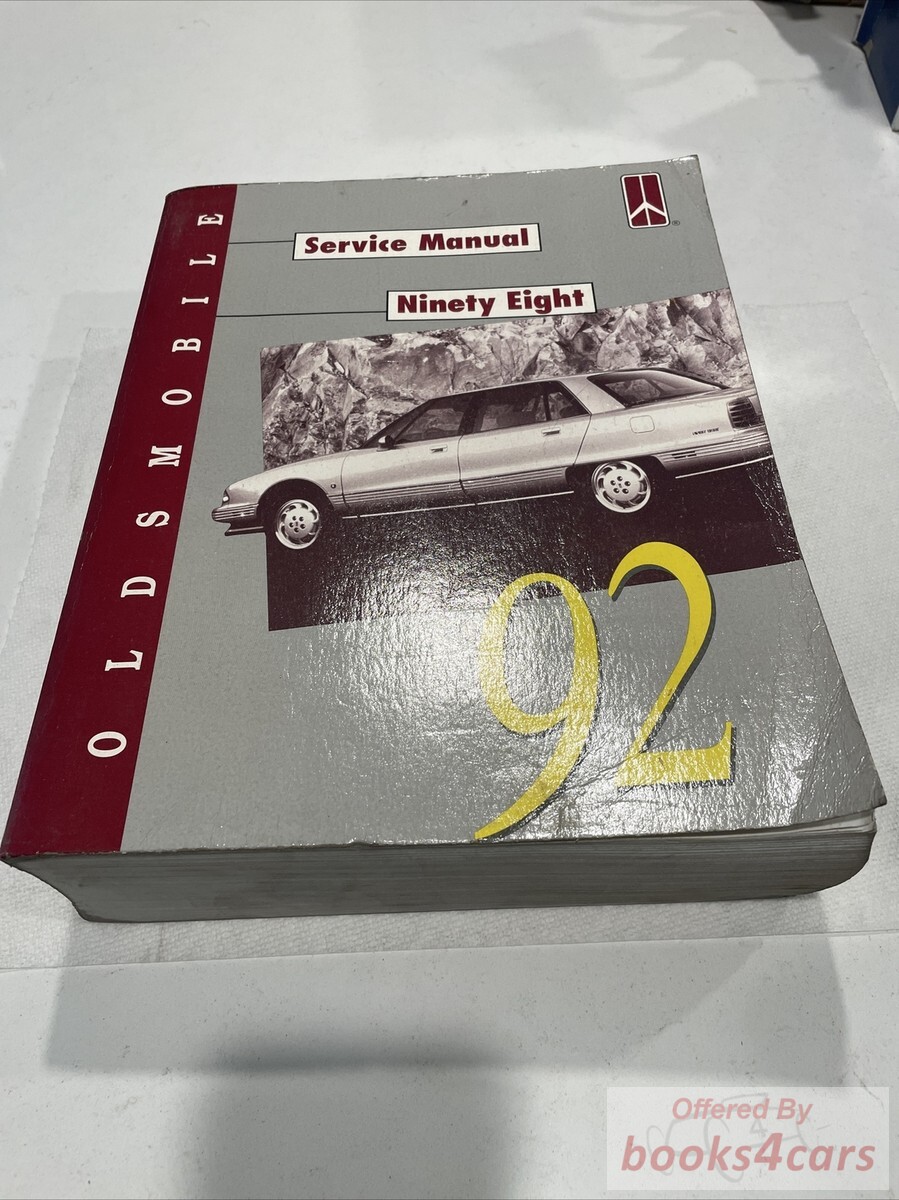 OLDSMOBILE
Service Manual
Ninety Eight
®
92
Offered By
books4cars